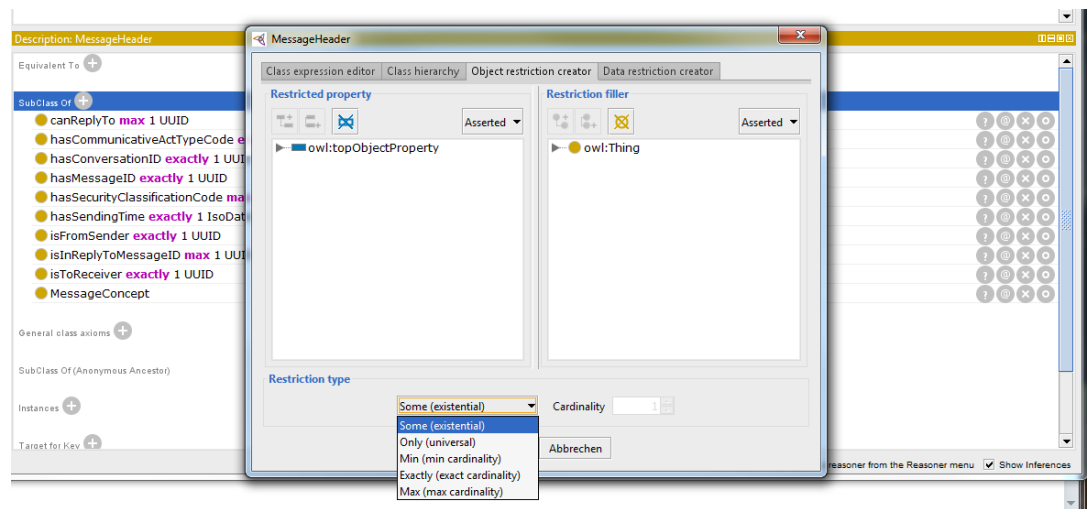 Description: MessageHeader
Equivalent To
SubClass Of
canReplyTo max 1 UUID
hasCommunicativeActTypeCode e
hasConversationID exactly 1 UUI
hasMessageID exactly 1 UUID
hasSecurityClassificationCode ma
hasSendingTime exactly 1 IsoDat
isFromSender exactly 1 UUID
isInReplyToMessageID max 1 UUI
isToReceiver exactly 1 UUID
MessageConcept
General class axioms
SubClass Of (Anonymous Ancestor)
Instances
Target for Key
MessageHeader
Class expression editor Class hierarchy Object restriction creator Data restriction creator
Restricted property Restriction filler
Asserted Asserted
owl:topObjectProperty owl:Thing
Restriction type
Some (existential) Cardinality 1
Some (existential)
Only (universal)
Min (min cardinality)
Exactly (exact cardinality)
Max (max cardinality)
Abbrechen
reasoner from the Reasoner menu Show Inferences